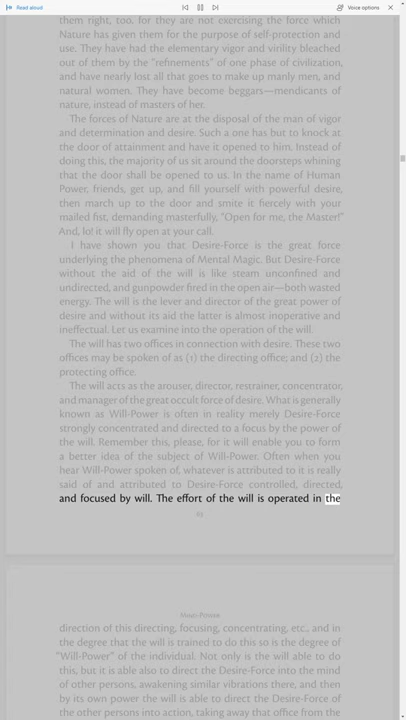 Read aloud
Voice options
them right, too, for they are not exercising the force which
Nature has given them for the purpose of self-protection and
use. They have had the elementary vigor and virility bleached
out of them by the “refinements” of one phase of civilization,
and have nearly lost all that goes to make up manly men, and
natural women. They have become beggars—mendicants of
nature, instead of masters of her.
The forces of Nature are at the disposal of the man of vigor
and determination and desire. Such a one has but to knock at
the door of attainment and have it opened to him. Instead of
doing this, the majority of us sit around the doorsteps whining
that the door shall be opened to us. In the name of Human
Power, friends, get up, and fill yourself with powerful desire,
then march up to the door and smite it fiercely with your
mailed fist, demanding masterfully, “Open for me, the Master!”
And, lo! it will fly open at your call.
I have shown you that Desire-Force is the great force
underlying the phenomena of Mental Magic. But Desire-Force
without the aid of the will is like steam unconfined and
undirected, and gunpowder fired in the open air—both wasted
energy. The will is the lever and director of the great power of
desire and without its aid the latter is almost inoperative and
ineffectual. Let us examine into the operation of the will.
The will has two offices in connection with desire. These two
offices may be spoken of as (1) the directing office; and (2) the
protecting office.
The will acts as the arouser, director, restrainer, concentrator,
and manager of the great occult force of desire. What is generally
known as Will-Power is often in reality merely Desire-Force
strongly concentrated and directed to a focus by the power of
the will. Remember this, please, for it will enable you to form
a better idea of the subject of Will-Power. Often when you
hear Will-Power spoken of, whatever is attributed to it is really
said of and attributed to Desire-Force controlled, directed,
and focused by will. The effort of the will is operated in the
Mind-Power
direction of this directing, focusing, concentrating, etc., and in
the degree that the will is trained to do this so is the degree of
“Will-Power” of the individual. Not only is the will able to do
this, but it is able also to direct the Desire-Force into the mind
of other persons, awakening similar vibrations there, and then
by its own power the will is able to direct the Desire-Force of
the other persons into action, taking away that office from the